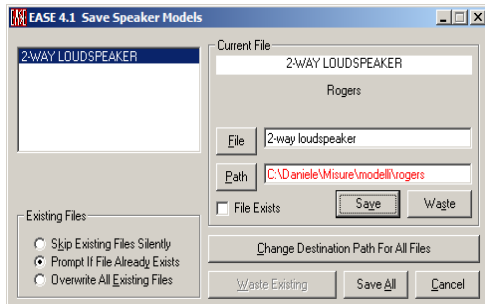 EASE 4.1 Save Speaker Models
2-WAY LOUDSPEAKER
Current File
2-WAY LOUDSPEAKER
Rogers
File
2-way loudspeaker
Path
C:\Daniele\Misure\modelli\rogers
File Exists
Save
Waste
Existing Files
Skip Existing Files Silently
Prompt If File Already Exists
Overwrite All Existing Files
Change Destination Path For All Files
Waste Existing
Save All
Cancel